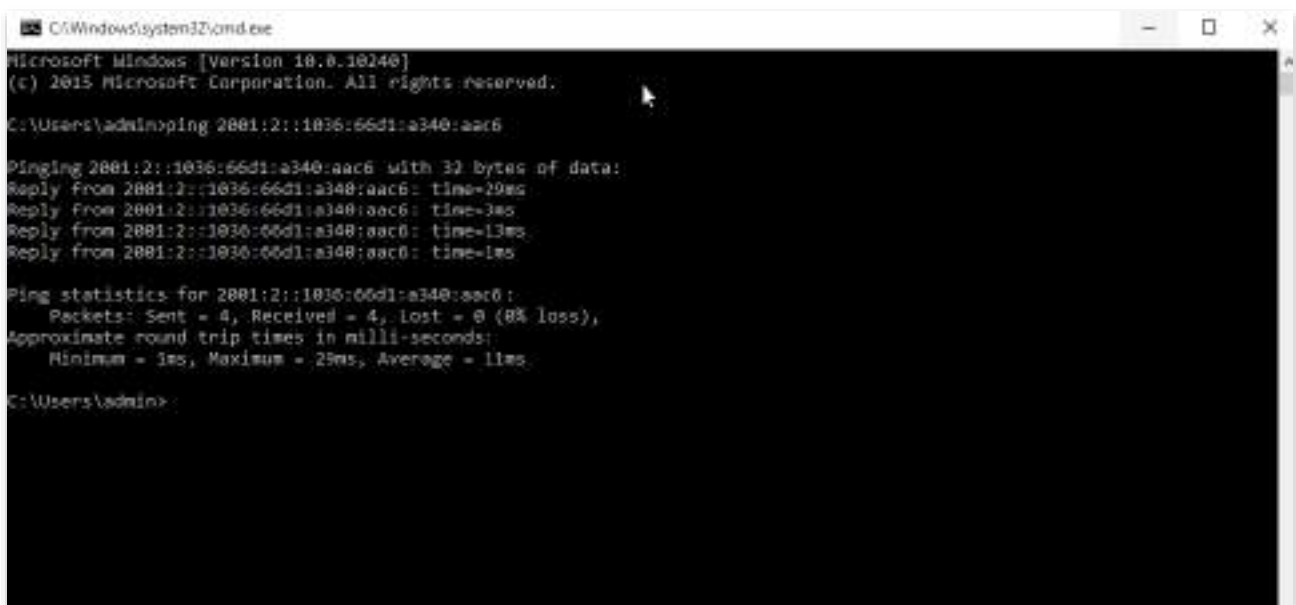 C:\Windows\system32\cmd.exe
Microsoft Windows [Version 10.0.10240]
(c) 2015 Microsoft Corporation. All rights reserved.
C:\Users\admin>ping 2001:2::1036:66d1:a340:aac6
Pinging 2001:2::1036:66d1:a340:aac6 with 32 bytes of data:
Reply from 2001:2::1036:66d1:a340:aac6: time=29ms
Reply from 2001:2::1036:66d1:a340:aac6: time=3ms
Reply from 2001:2::1036:66d1:a340:aac6: time=13ms
Reply from 2001:2::1036:66d1:a340:aac6: time=1ms
Ping statistics for 2001:2::1036:66d1:a340:aac6:
Packets: Sent = 4, Received = 4, Lost = 0 (0% loss),
Approximate round trip times in milli-seconds:
Minimum = 1ms, Maximum = 29ms, Average = 11ms
C:\Users\admin>